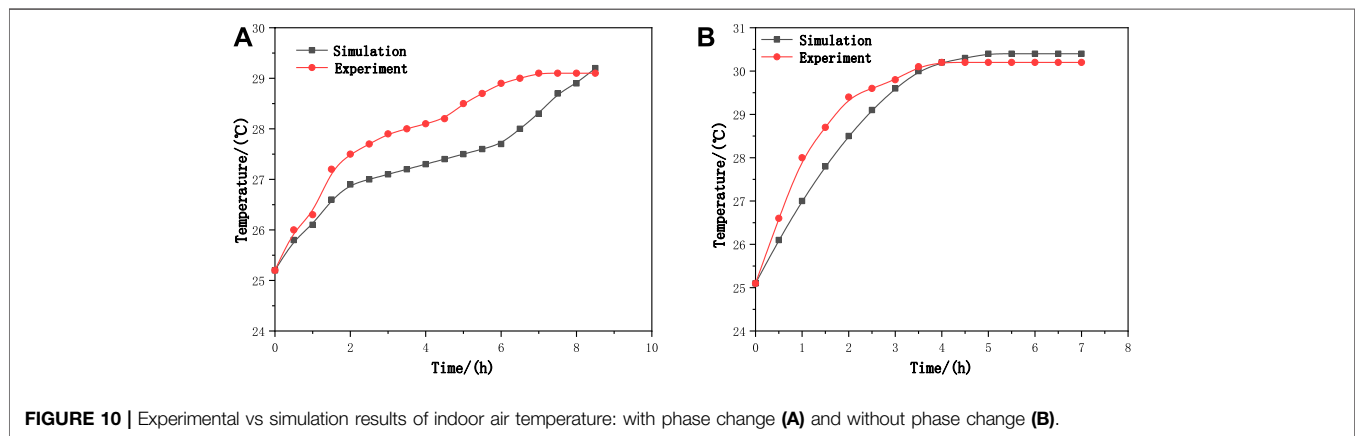 A
Simulation
Experiment
30
29
28
27
26
25
24
Temperature/(℃)
0 2 4 6 8 10
Time/(h)
B
Simulation
Experiment
31
30
29
28
27
26
25
24
Temperature/(℃)
0 1 2 3 4 5 6 7 8
Time/(h)
FIGURE 10 | Experimental vs simulation results of indoor air temperature: with phase change (A) and without phase change (B).